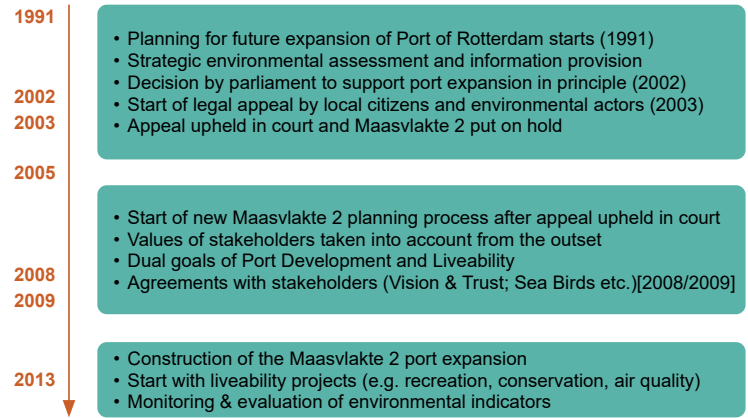 1991
• Planning for future expansion of Port of Rotterdam starts (1991)
• Strategic environmental assessment and information provision
• Decision by parliament to support port expansion in principle (2002)
2002
• Start of legal appeal by local citizens and environmental actors (2003)
2003
• Appeal upheld in court and Maasvlakte 2 put on hold
2005
• Start of new Maasvlakte 2 planning process after appeal upheld in court
• Values of stakeholders taken into account from the outset
• Dual goals of Port Development and Liveability
2008
• Agreements with stakeholders (Vision & Trust; Sea Birds etc.)[2008/2009]
2009
• Construction of the Maasvlakte 2 port expansion
2013
• Start with liveability projects (e.g. recreation, conservation, air quality)
• Monitoring & evaluation of environmental indicators